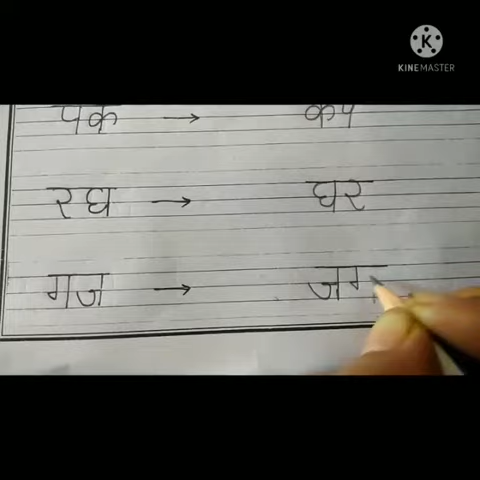 K
KINEMASTER
पक → कप
रघ → घर
गज → जग